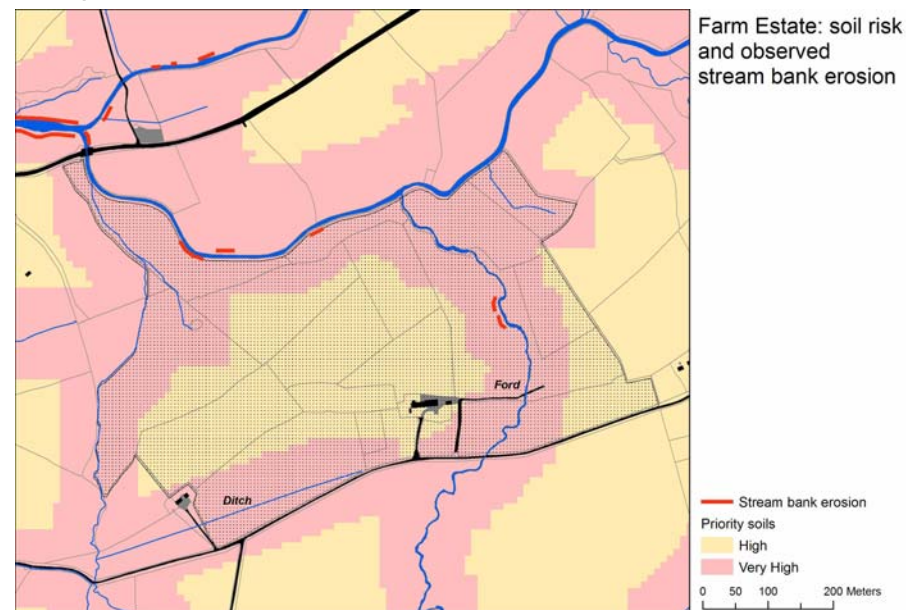 Farm Estate: soil risk
and observed
stream bank erosion
Ford
Ditch
Stream bank erosion
Priority soils
High
Very High
0 50 100 200 Meters